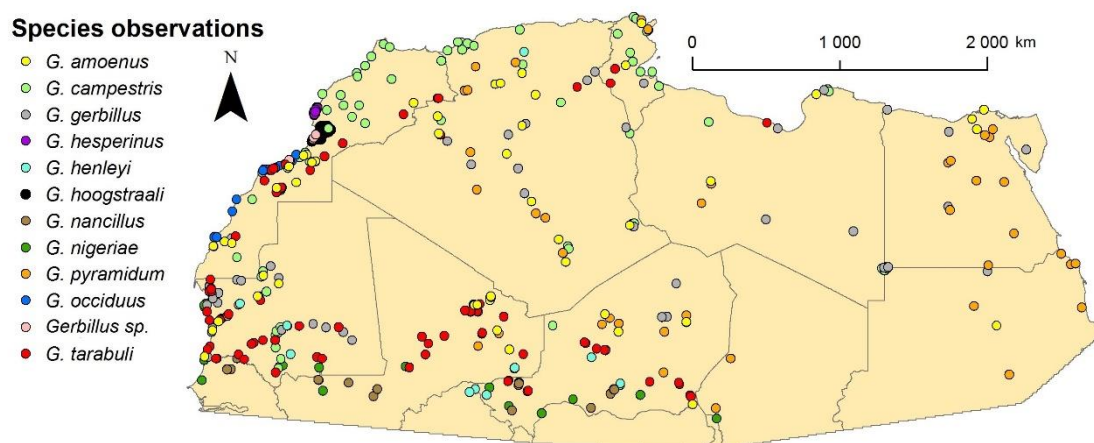 Species observations
N
0 1 000 2 000 km
G. amoenus
G. campestris
G. gerbillus
G. hesperinus
G. henleyi
G. hoogstraali
G. nancillus
G. nigeriae
G. pyramidum
G. occiduus
Gerbillus sp.
G. tarabuli